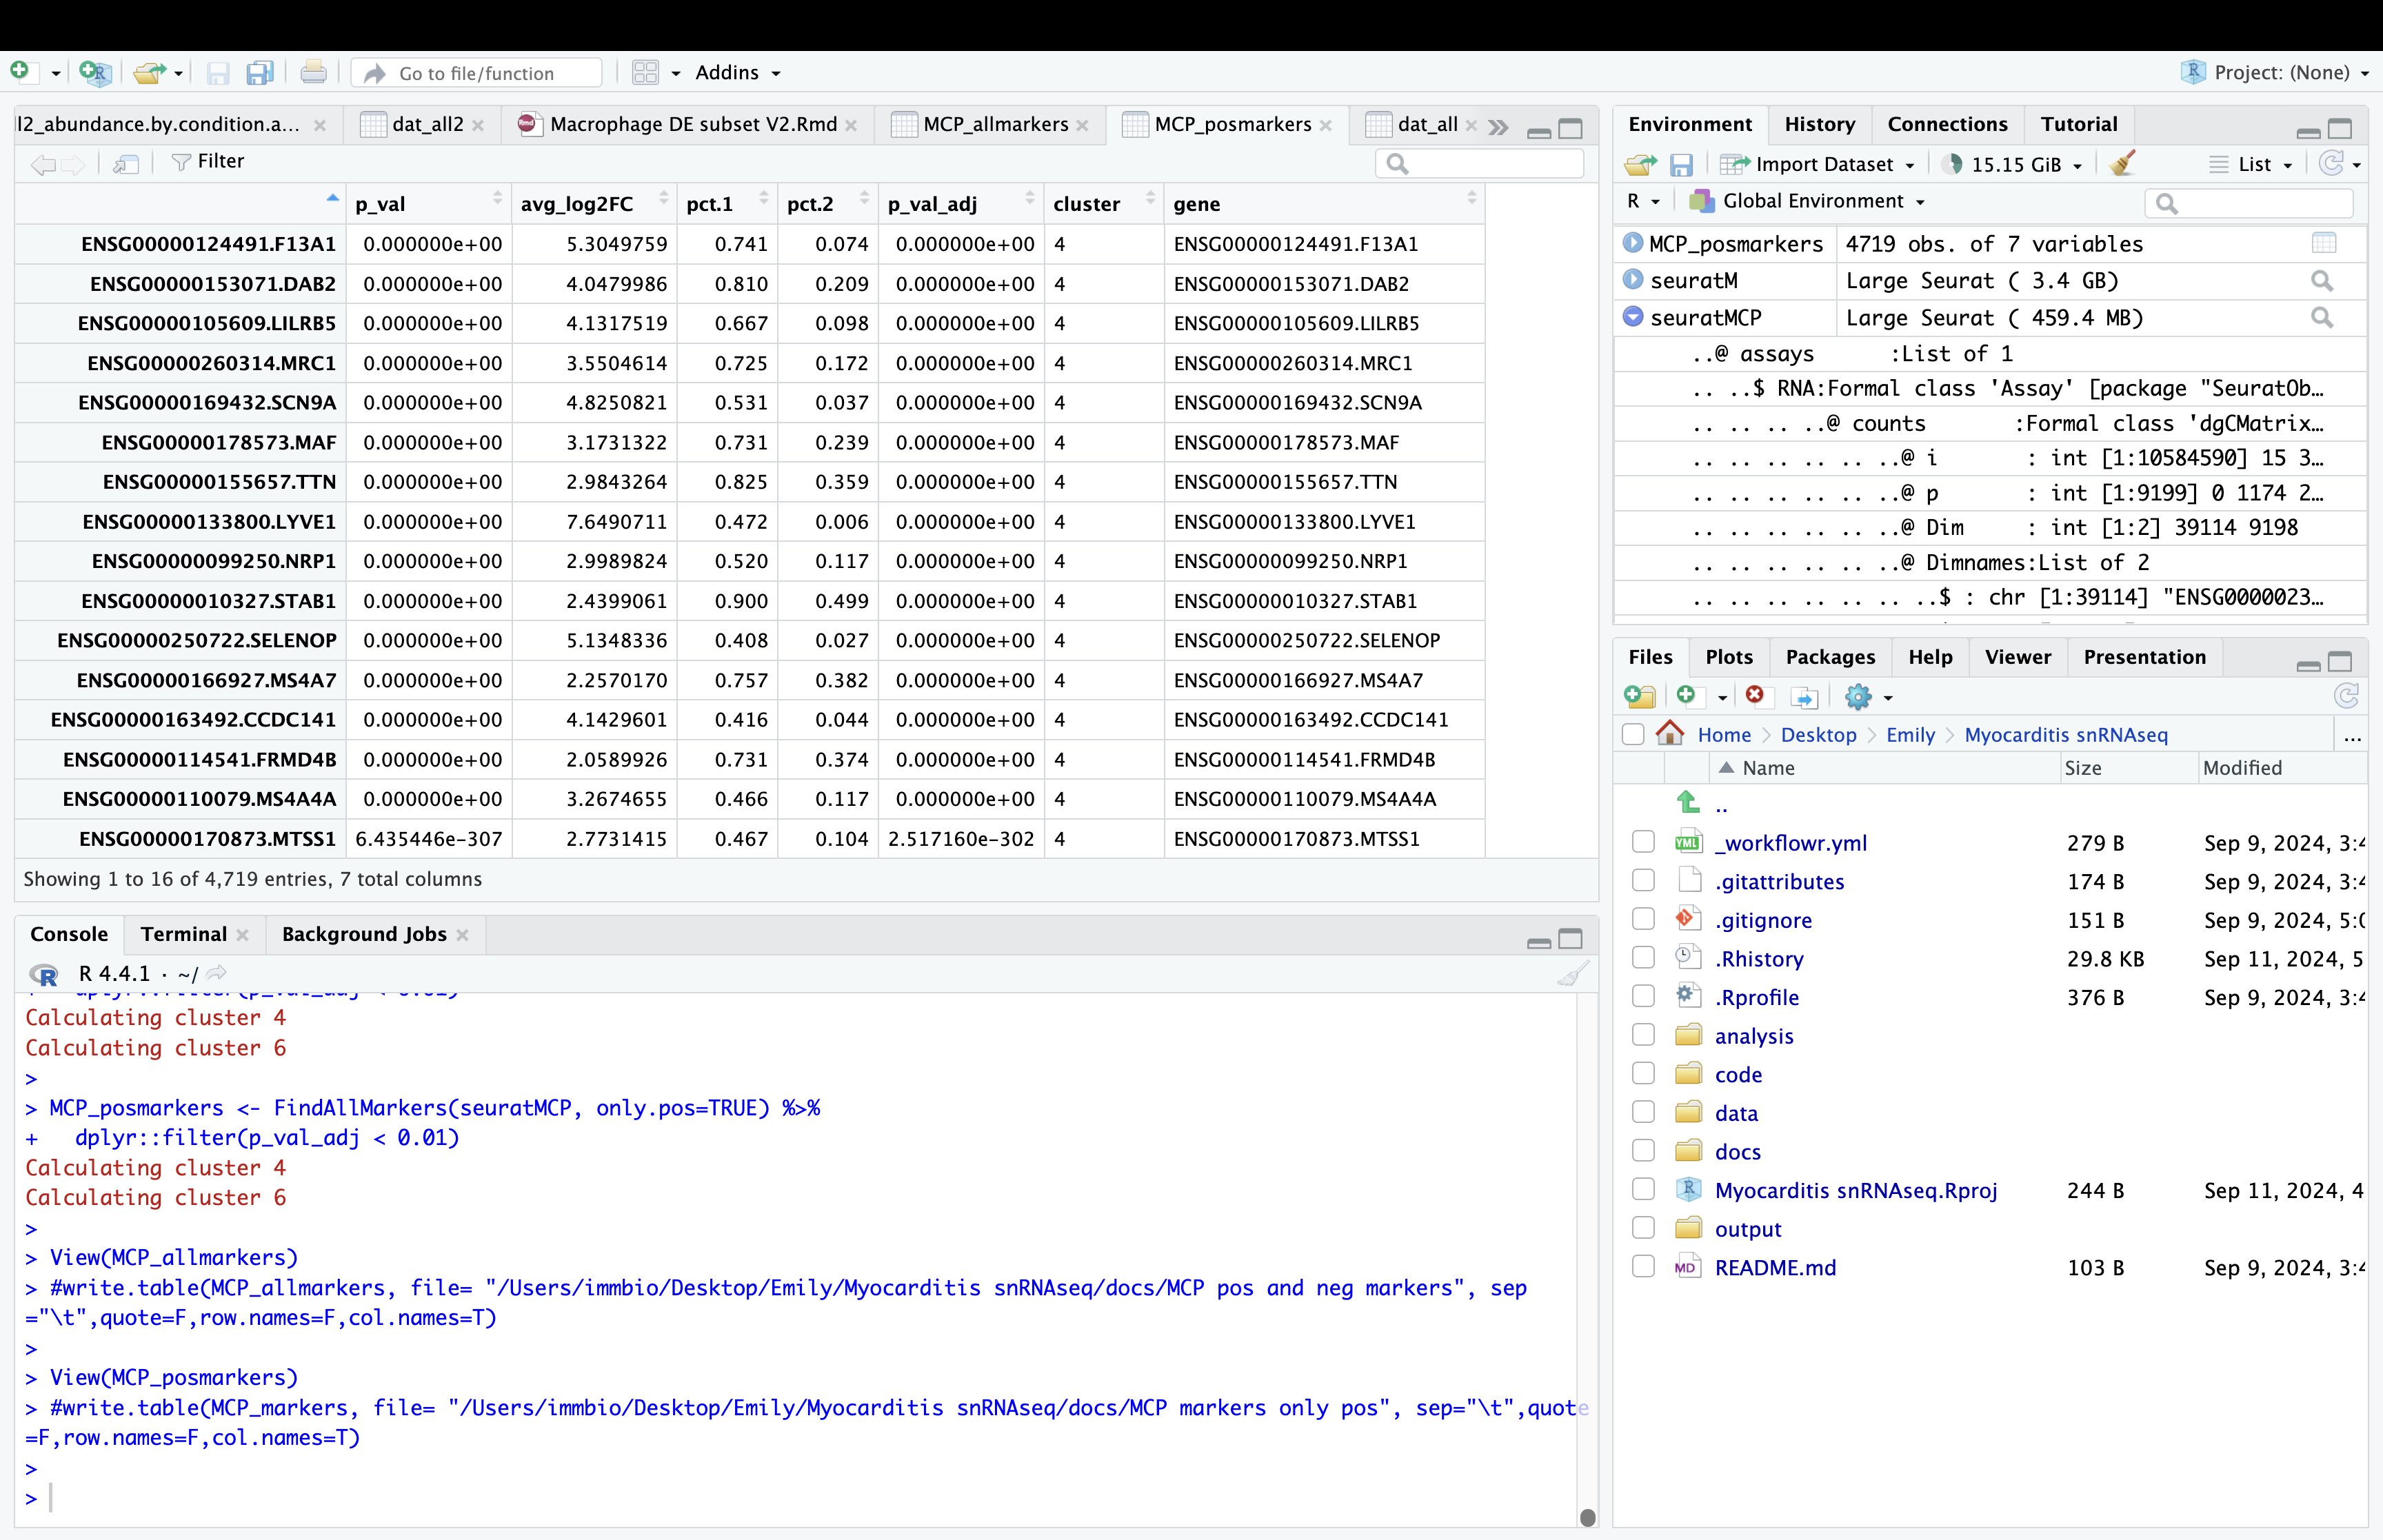 Go to file/function
Addins
Project: (None)
l2_abundance.by.condition.a...
dat_all2
Macrophage DE subset V2.Rmd
MCP_allmarkers
MCP_posmarkers
dat_all
Filter
p_val avg_log2FC pct.1 pct.2 p_val_adj cluster gene
ENSG00000124491.F13A1 0.000000e+00 5.3049759 0.741 0.074 0.000000e+00 4 ENSG00000124491.F13A1
ENSG00000153071.DAB2 0.000000e+00 4.0479986 0.810 0.209 0.000000e+00 4 ENSG00000153071.DAB2
ENSG00000105609.LILRB5 0.000000e+00 4.1317519 0.667 0.098 0.000000e+00 4 ENSG00000105609.LILRB5
ENSG00000260314.MRC1 0.000000e+00 3.5504614 0.725 0.172 0.000000e+00 4 ENSG00000260314.MRC1
ENSG00000169432.SCN9A 0.000000e+00 4.8250821 0.531 0.037 0.000000e+00 4 ENSG00000169432.SCN9A
ENSG00000178573.MAF 0.000000e+00 3.1731322 0.731 0.239 0.000000e+00 4 ENSG00000178573.MAF
ENSG00000155657.TTN 0.000000e+00 2.9843264 0.825 0.359 0.000000e+00 4 ENSG00000155657.TTN
ENSG00000133800.LYVE1 0.000000e+00 7.6490711 0.472 0.006 0.000000e+00 4 ENSG00000133800.LYVE1
ENSG00000099250.NRP1 0.000000e+00 2.9989824 0.520 0.117 0.000000e+00 4 ENSG00000099250.NRP1
ENSG00000010327.STAB1 0.000000e+00 2.4399061 0.900 0.499 0.000000e+00 4 ENSG00000010327.STAB1
ENSG00000250722.SELENOP 0.000000e+00 5.1348336 0.408 0.027 0.000000e+00 4 ENSG00000250722.SELENOP
ENSG00000166927.MS4A7 0.000000e+00 2.2570170 0.757 0.382 0.000000e+00 4 ENSG00000166927.MS4A7
ENSG00000163492.CCDC141 0.000000e+00 4.1429601 0.416 0.044 0.000000e+00 4 ENSG00000163492.CCDC141
ENSG00000114541.FRMD4B 0.000000e+00 2.0589926 0.731 0.374 0.000000e+00 4 ENSG00000114541.FRMD4B
ENSG00000110079.MS4A4A 0.000000e+00 3.2674655 0.466 0.117 0.000000e+00 4 ENSG00000110079.MS4A4A
ENSG00000170873.MTSS1 6.435446e-307 2.7731415 0.467 0.104 2.517160e-302 4 ENSG00000170873.MTSS1
Showing 1 to 16 of 4,719 entries, 7 total columns
Console
Terminal
Background Jobs
R 4.4.1 · ~/
Calculating cluster 4
Calculating cluster 6
>
> MCP_posmarkers <- FindAllMarkers(seuratMCP, only.pos=TRUE) %>%
+   dplyr::filter(p_val_adj < 0.01)
Calculating cluster 4
Calculating cluster 6
>
> View(MCP_allmarkers)
> #write.table(MCP_allmarkers, file= "/Users/immbio/Desktop/Emily/Myocarditis snRNAseq/docs/MCP pos and neg markers", sep
="\t",quote=F,row.names=F,col.names=T)
>
> View(MCP_posmarkers)
> #write.table(MCP_markers, file= "/Users/immbio/Desktop/Emily/Myocarditis snRNAseq/docs/MCP markers only pos", sep="\t",quote
=F,row.names=F,col.names=T)
>
>
Environment
History
Connections
Tutorial
Import Dataset
15.15 GiB
List
R
Global Environment
MCP_posmarkers 4719 obs. of 7 variables
seuratM Large Seurat ( 3.4 GB)
seuratMCP Large Seurat ( 459.4 MB)
..@ assays :List of 1
.. ..$ RNA:Formal class 'Assay' [package "SeuratOb…
.. .. .. ..@ counts :Formal class 'dgCMatrix…
.. .. .. .. .. ..@ i : int [1:10584590] 15 3…
.. .. .. .. .. ..@ p : int [1:9199] 0 1174 2…
.. .. .. .. .. ..@ Dim : int [1:2] 39114 9198
.. .. .. .. .. ..@ Dimnames:List of 2
.. .. .. .. .. .. ..$ : chr [1:39114] "ENSG0000023…
Files
Plots
Packages
Help
Viewer
Presentation
Home > Desktop > Emily > Myocarditis snRNAseq ...
Name Size Modified
..
_workflowr.yml 279 B Sep 9, 2024, 3:4
.gitattributes 174 B Sep 9, 2024, 3:4
.gitignore 151 B Sep 9, 2024, 5:0
.Rhistory 29.8 KB Sep 11, 2024, 5
.Rprofile 376 B Sep 9, 2024, 3:4
analysis
code
data
docs
Myocarditis snRNAseq.Rproj 244 B Sep 11, 2024, 4
output
README.md 103 B Sep 9, 2024, 3:4